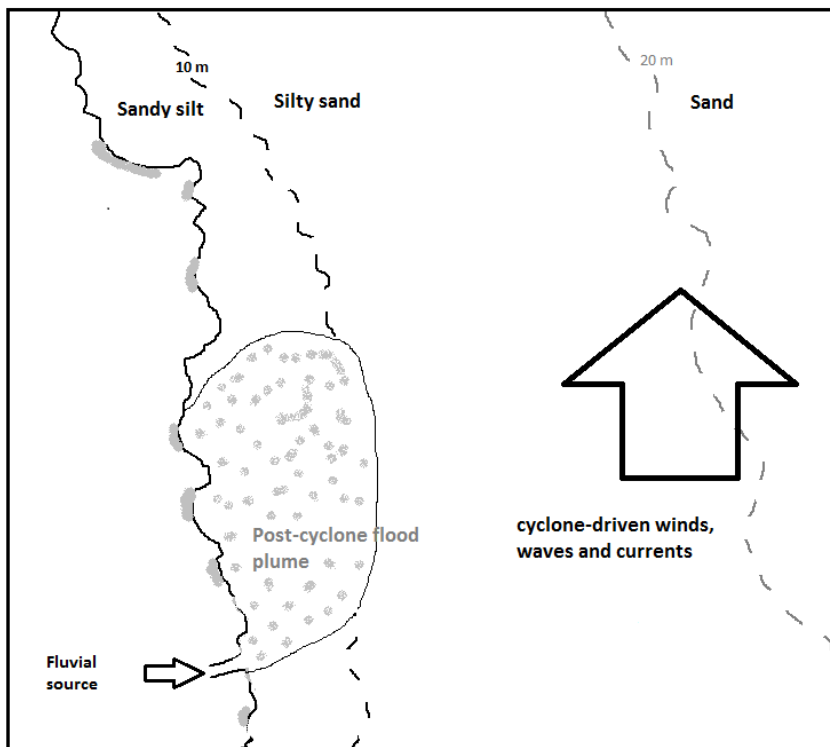 10 m
20 m
Sandy silt
Silty sand
Sand
cyclone-driven winds,
waves and currents
Post-cyclone flood
plume
Fluvial
source